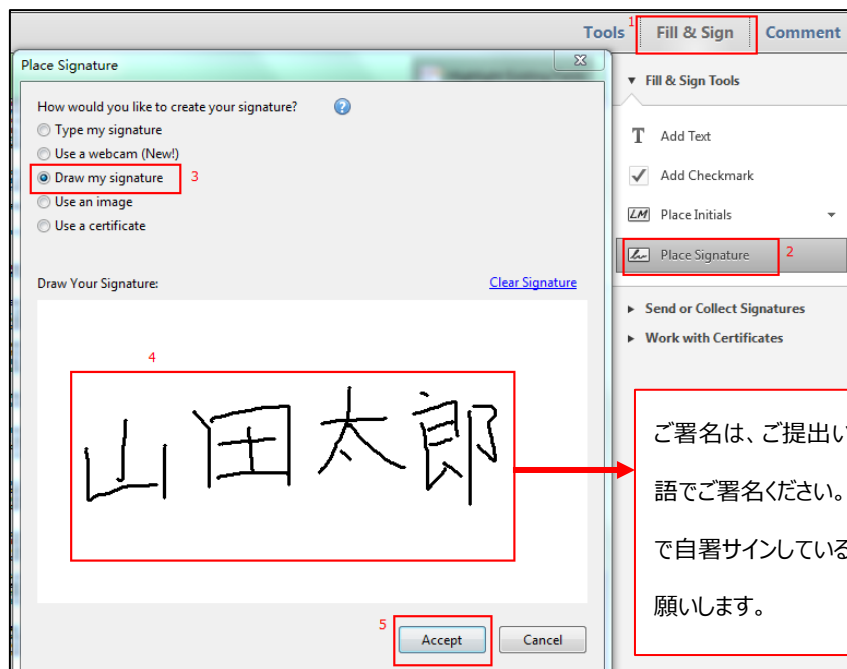 Tools 1 Fill & Sign Comment
Place Signature
How would you like to create your signature?
Type my signature
Use a webcam (New!)
Draw my signature 3
Use an image
Use a certificate
Draw Your Signature:
Clear Signature
4
山田太郎
5
Accept
Cancel
Fill & Sign Tools
T Add Text
Add Checkmark
LM Place Initials
Place Signature 2
Send or Collect Signatures
Work with Certificates
ご署名は、ご提出い
語でご署名ください。
で自署サインしている
願いします。